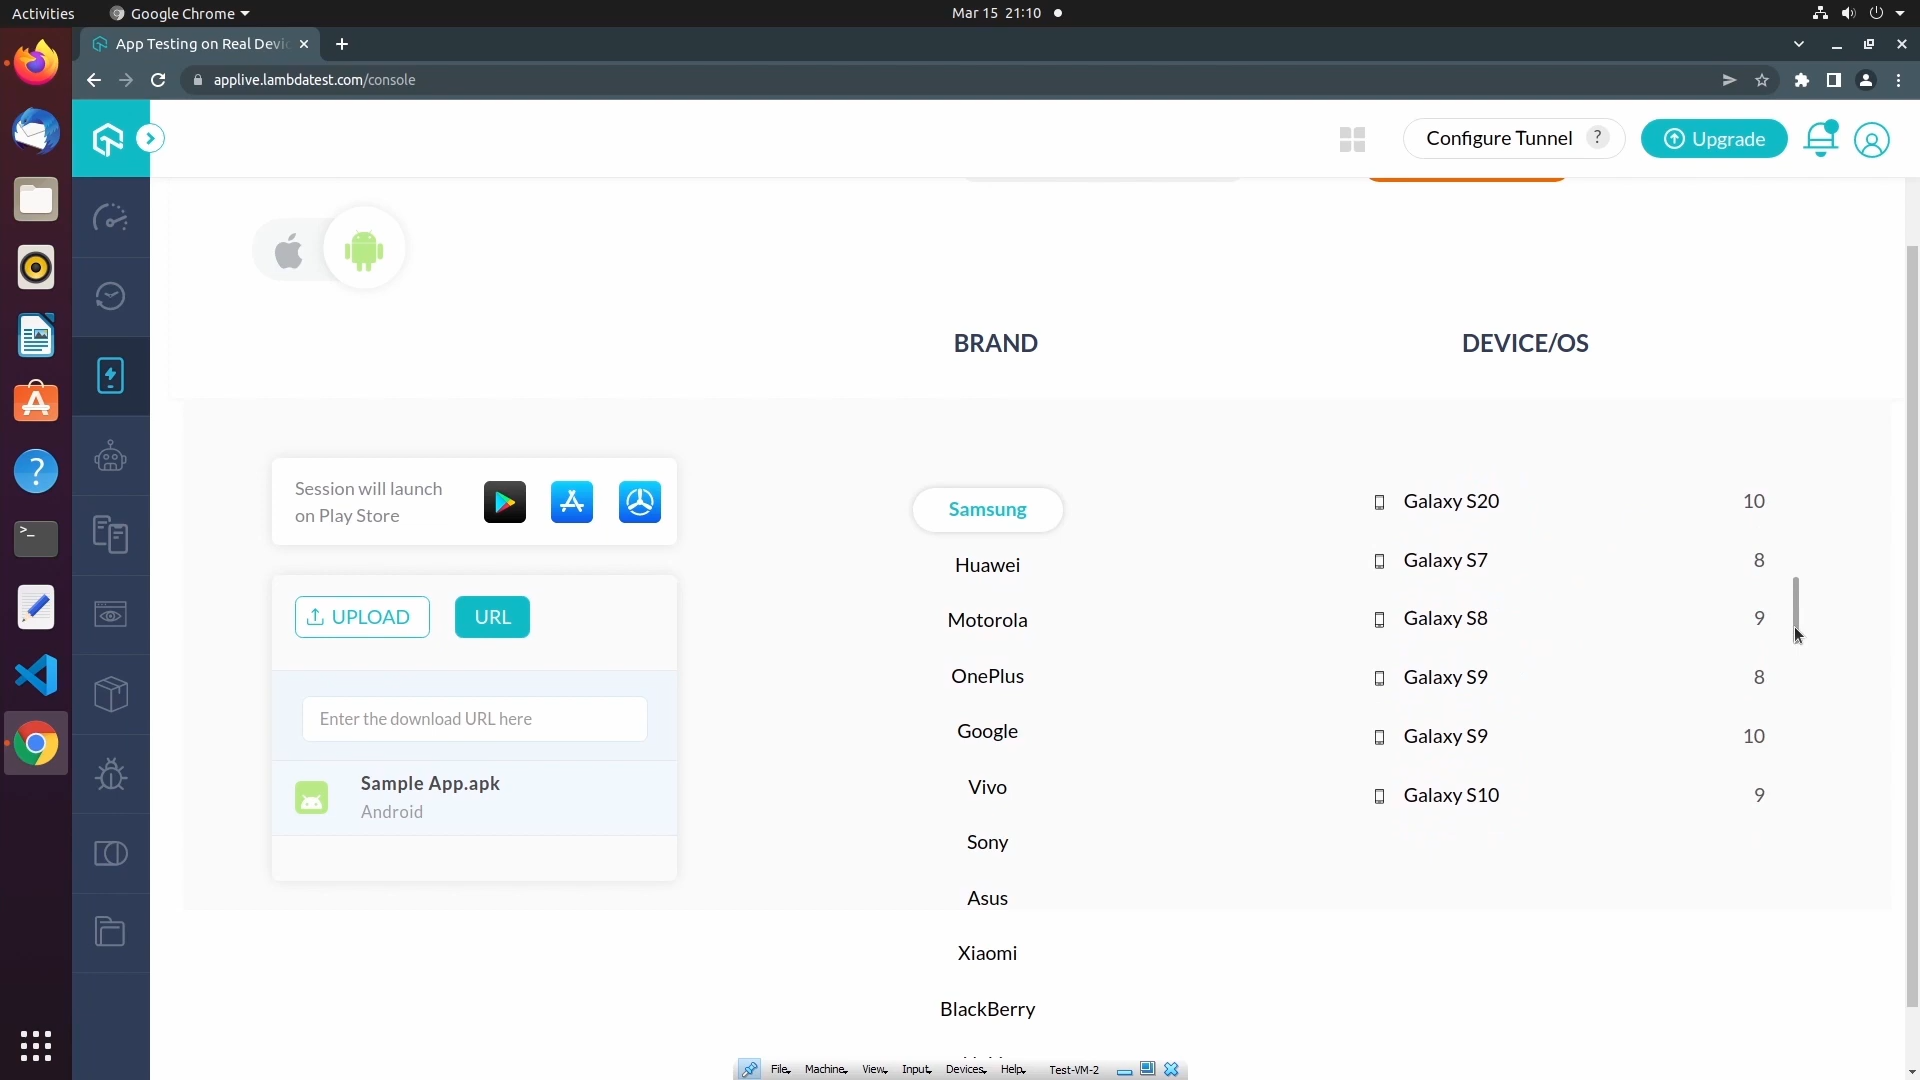 Activities
Google Chrome
Mar 15 21:10
App Testing on Real Devic
applive.lambdatest.com/console
Configure Tunnel ?
Upgrade
BRAND
DEVICE/OS
Session will launch
on Play Store
UPLOAD
URL
Enter the download URL here
Sample App.apk
Android
Samsung
Huawei
Motorola
OnePlus
Google
Vivo
Sony
Asus
Xiaomi
BlackBerry
Galaxy S20 10
Galaxy S7 8
Galaxy S8 9
Galaxy S9 8
Galaxy S9 10
Galaxy S10 9
File Machine View Input Devices Help Test-VM-2